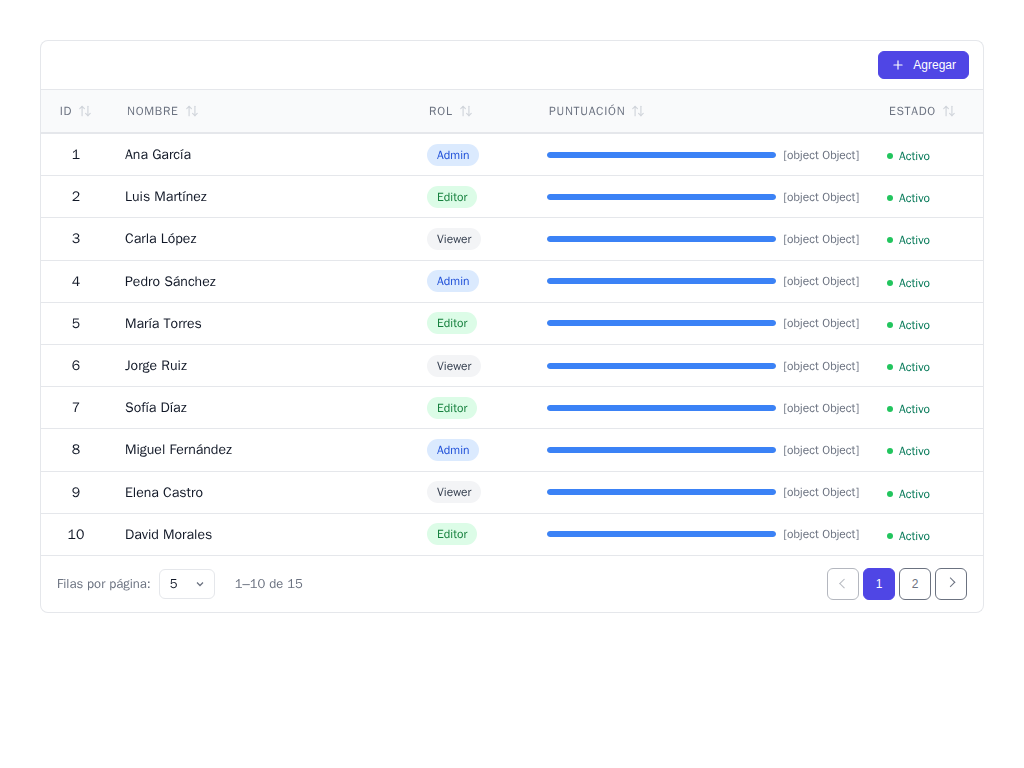 Agregar
ID NOMBRE ROL PUNTUACIÓN ESTADO
1 Ana García Admin [object Object] Activo
2 Luis Martínez Editor [object Object] Activo
3 Carla López Viewer [object Object] Activo
4 Pedro Sánchez Admin [object Object] Activo
5 María Torres Editor [object Object] Activo
6 Jorge Ruiz Viewer [object Object] Activo
7 Sofía Díaz Editor [object Object] Activo
8 Miguel Fernández Admin [object Object] Activo
9 Elena Castro Viewer [object Object] Activo
10 David Morales Editor [object Object] Activo
Filas por página: 5 1–10 de 15 1 2